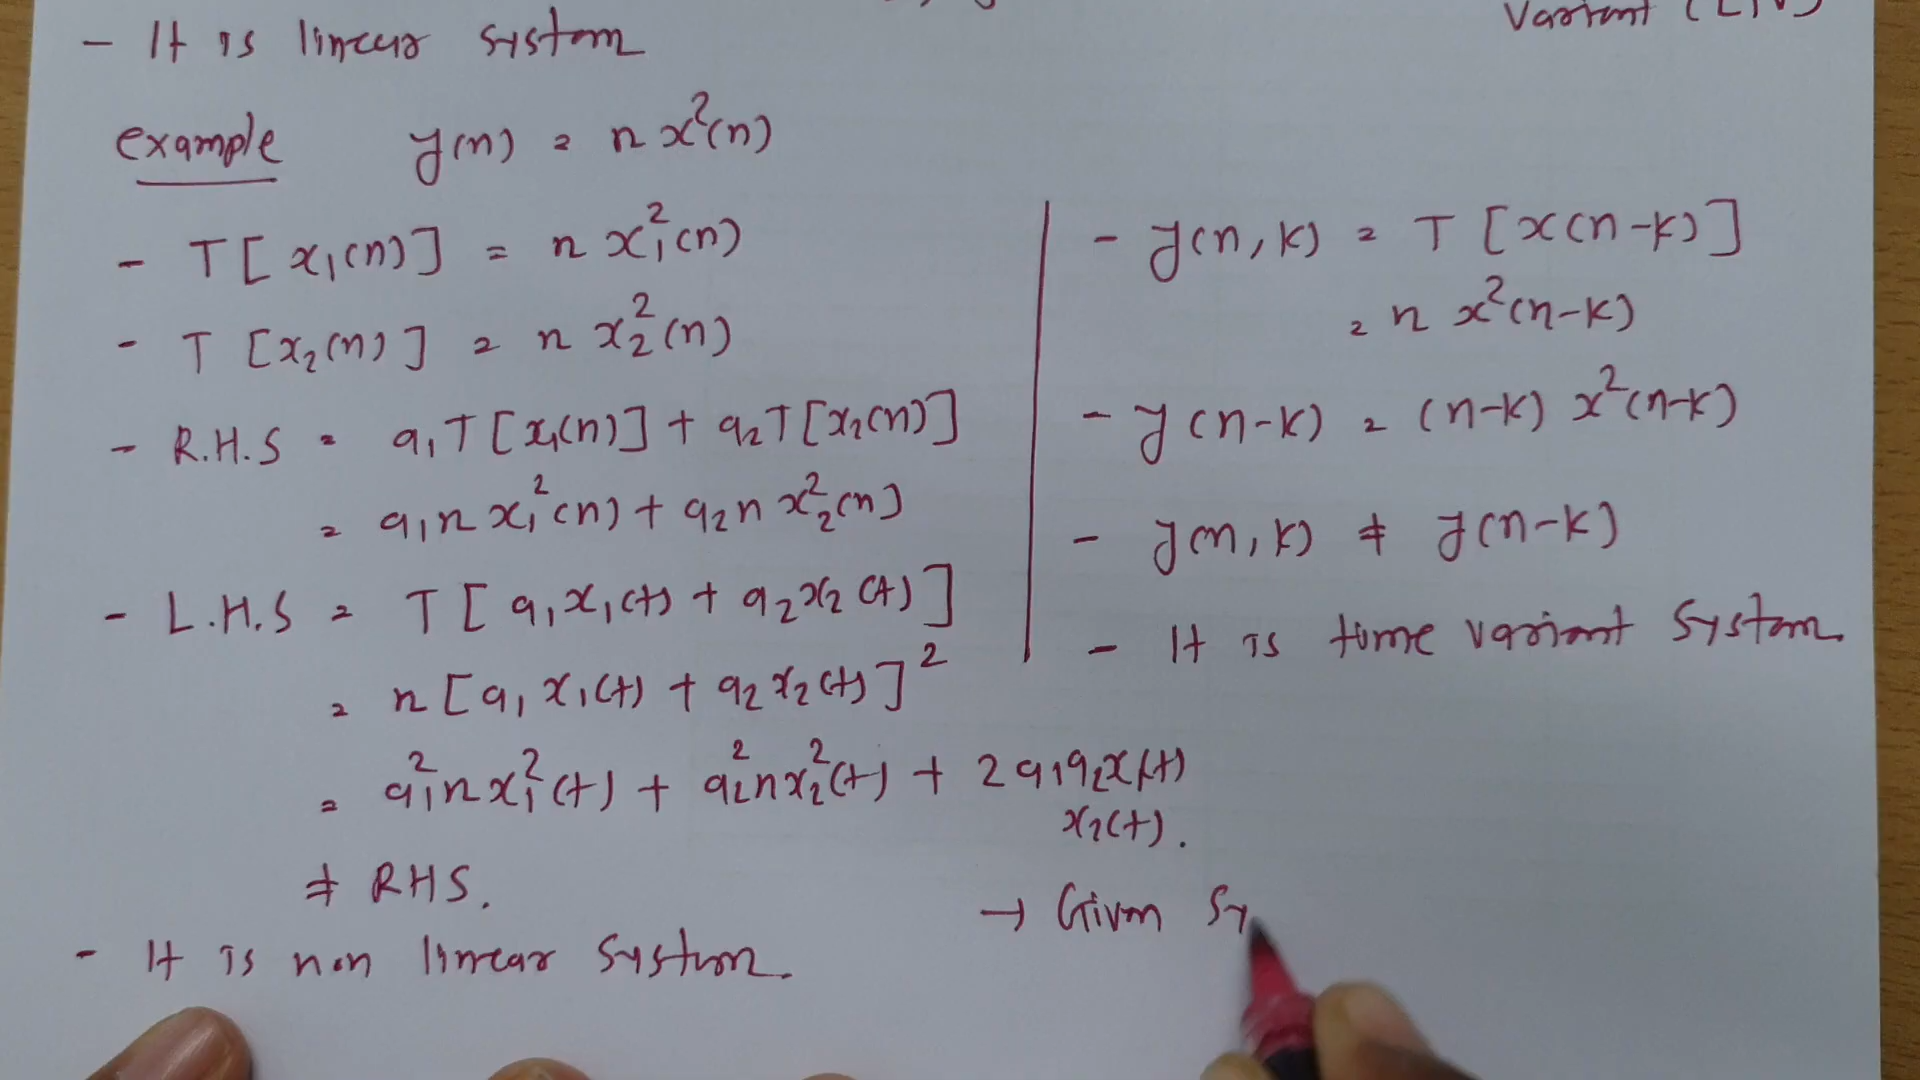 Variant (LTV)
- It is linear system
example y(n) = n x²(n)
- T[x₁(n)] = n x₁²(n)
- T[x₂(n)] = n x₂²(n)
- R.H.S = a₁T[x₁(n)] + a₂T[x₂(n)]
= a₁n x₁²(n) + a₂n x₂²(n)
- L.H.S = T[a₁x₁(t) + a₂x₂(t)]
= n[a₁x₁(t) + a₂x₂(t)]²
= a₁²n x₁²(t) + a₂²n x₂²(t) + 2a₁a₂x₁(t)
x₂(t).
≠ RHS.
- It is non linear system.
- y(n,k) = T[x(n-k)]
= n x²(n-k)
- y(n-k) = (n-k) x²(n-k)
- y(n,k) ≠ y(n-k)
- It is time variant system.
→ Given Sy